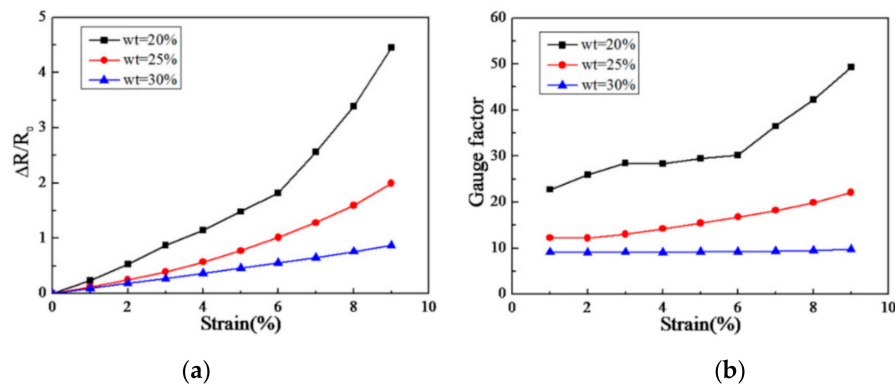 5
4
3
2
1
0
0
2
4
6
8
10
ΔR/R₀
Strain(%)
wt=20%
wt=25%
wt=30%
(a)
60
50
40
30
20
10
0
0
2
4
6
8
10
Gauge factor
Strain(%)
wt=20%
wt=25%
wt=30%
(b)